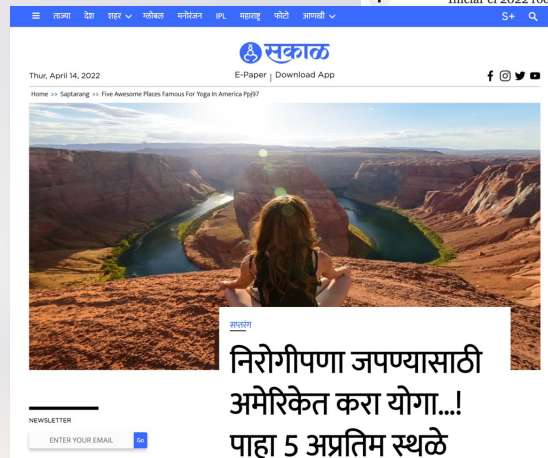 ताज्या देश शहर ग्लोबल मनोरंजन IPL महाराष्ट्र फोटो आणखी S+
सकाळ
Thur, April 14, 2022 E-Paper | Download App
Home >> Saptarang >> Five Awesome Places Famous For Yoga In America Ppj97
सप्तरंग
निरोगीपणा जपण्यासाठी
अमेरिकेत करा योगा...!
पाहा 5 अप्रतिम स्थळे
NEWSLETTER
ENTER YOUR EMAIL Go